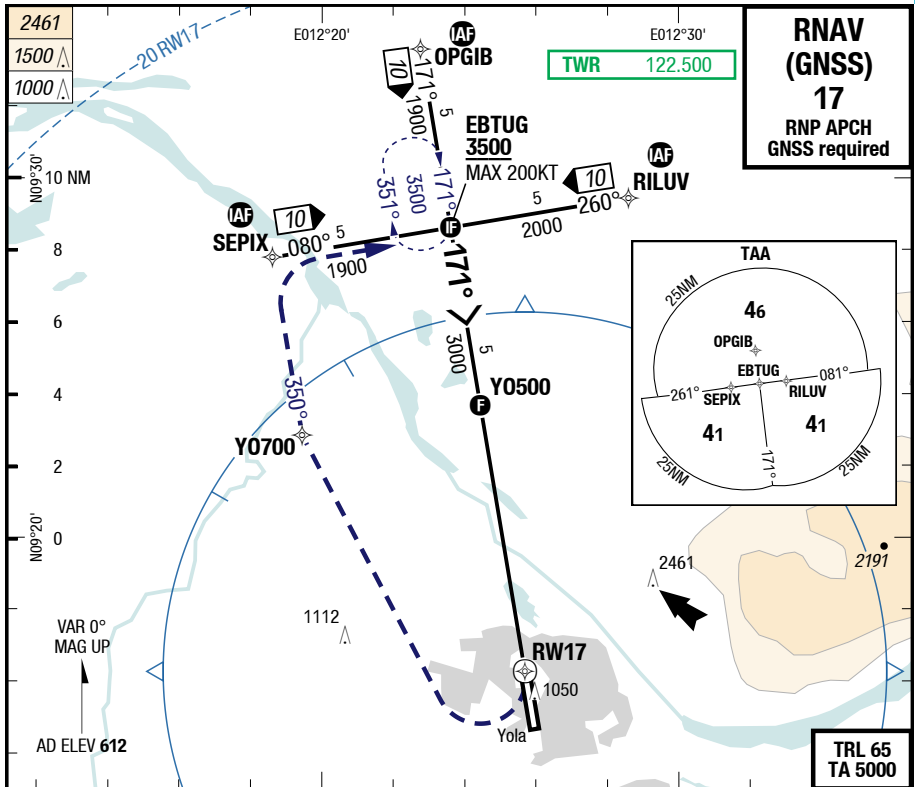 2461
1500
1000
20 RW17
E012°20'
E012°30'
IAF
OPGIB
10
171°
5
1900
TWR 122.500
RNAV
(GNSS)
17
RNP APCH
GNSS required
N09°30'
10 NM
8
6
4
2
0
N09°20'
EBTUG
3500
MAX 200KT
IAF
RILUV
10
260°
5
2000
3500
351°
171°
IF
IAF
SEPIX
10
080°
5
1900
171°
5
3000
F
Y0500
350°
Y0700
TAA
25NM
46
OPGIB
EBTUG
261°
SEPIX
RILUV
081°
41
41
171°
25NM
25NM
2461
2191
1112
RW17
1050
Yola
VAR 0°
MAG UP
AD ELEV 612
TRL 65
TA 5000